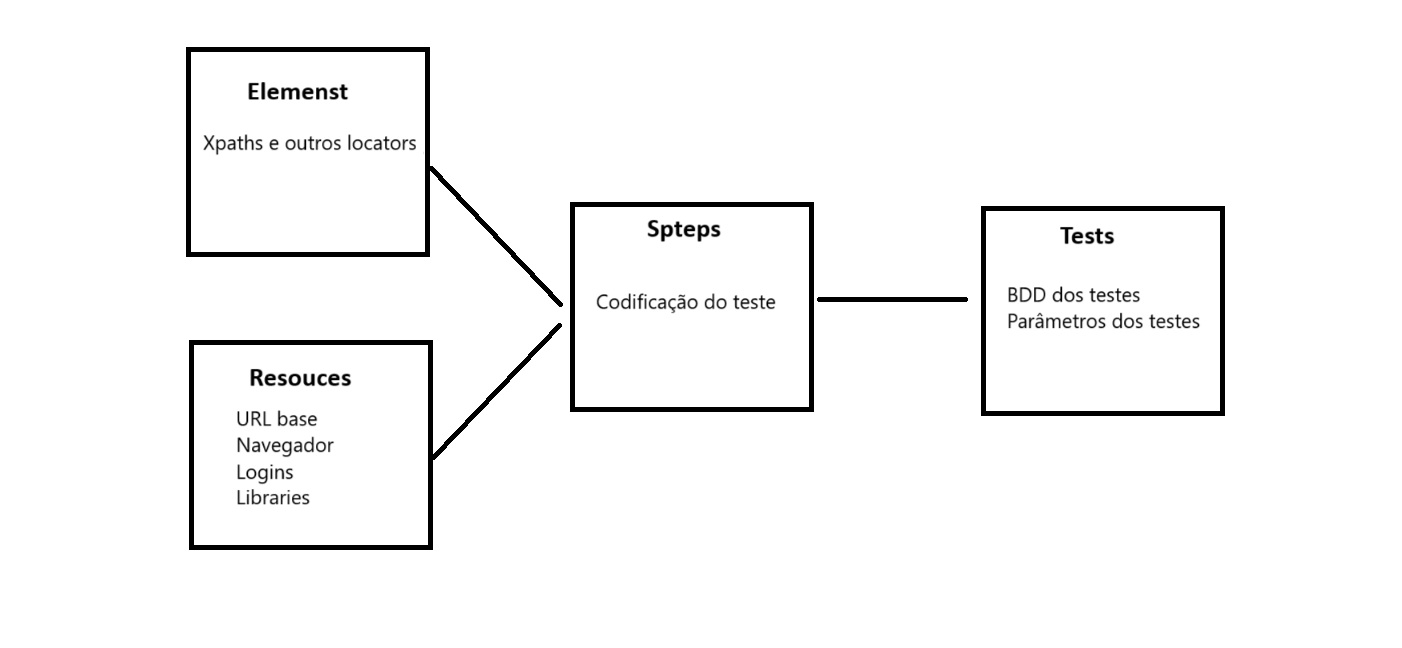 Elemenst
Xpaths e outros locators
Resouces
URL base
Navegador
Logins
Libraries
Spteps
Codificação do teste
Tests
BDD dos testes
Parâmetros dos testes